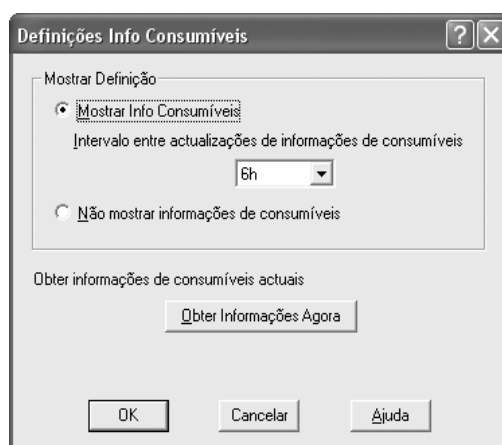 Definições Info Consumíveis
Mostrar Definição
Mostrar Info Consumíveis
Intervalo entre actualizações de informações de consumíveis
6h
Não mostrar informações de consumíveis
Obter informações de consumíveis actuais
Obter Informações Agora
OK
Cancelar
Ajuda